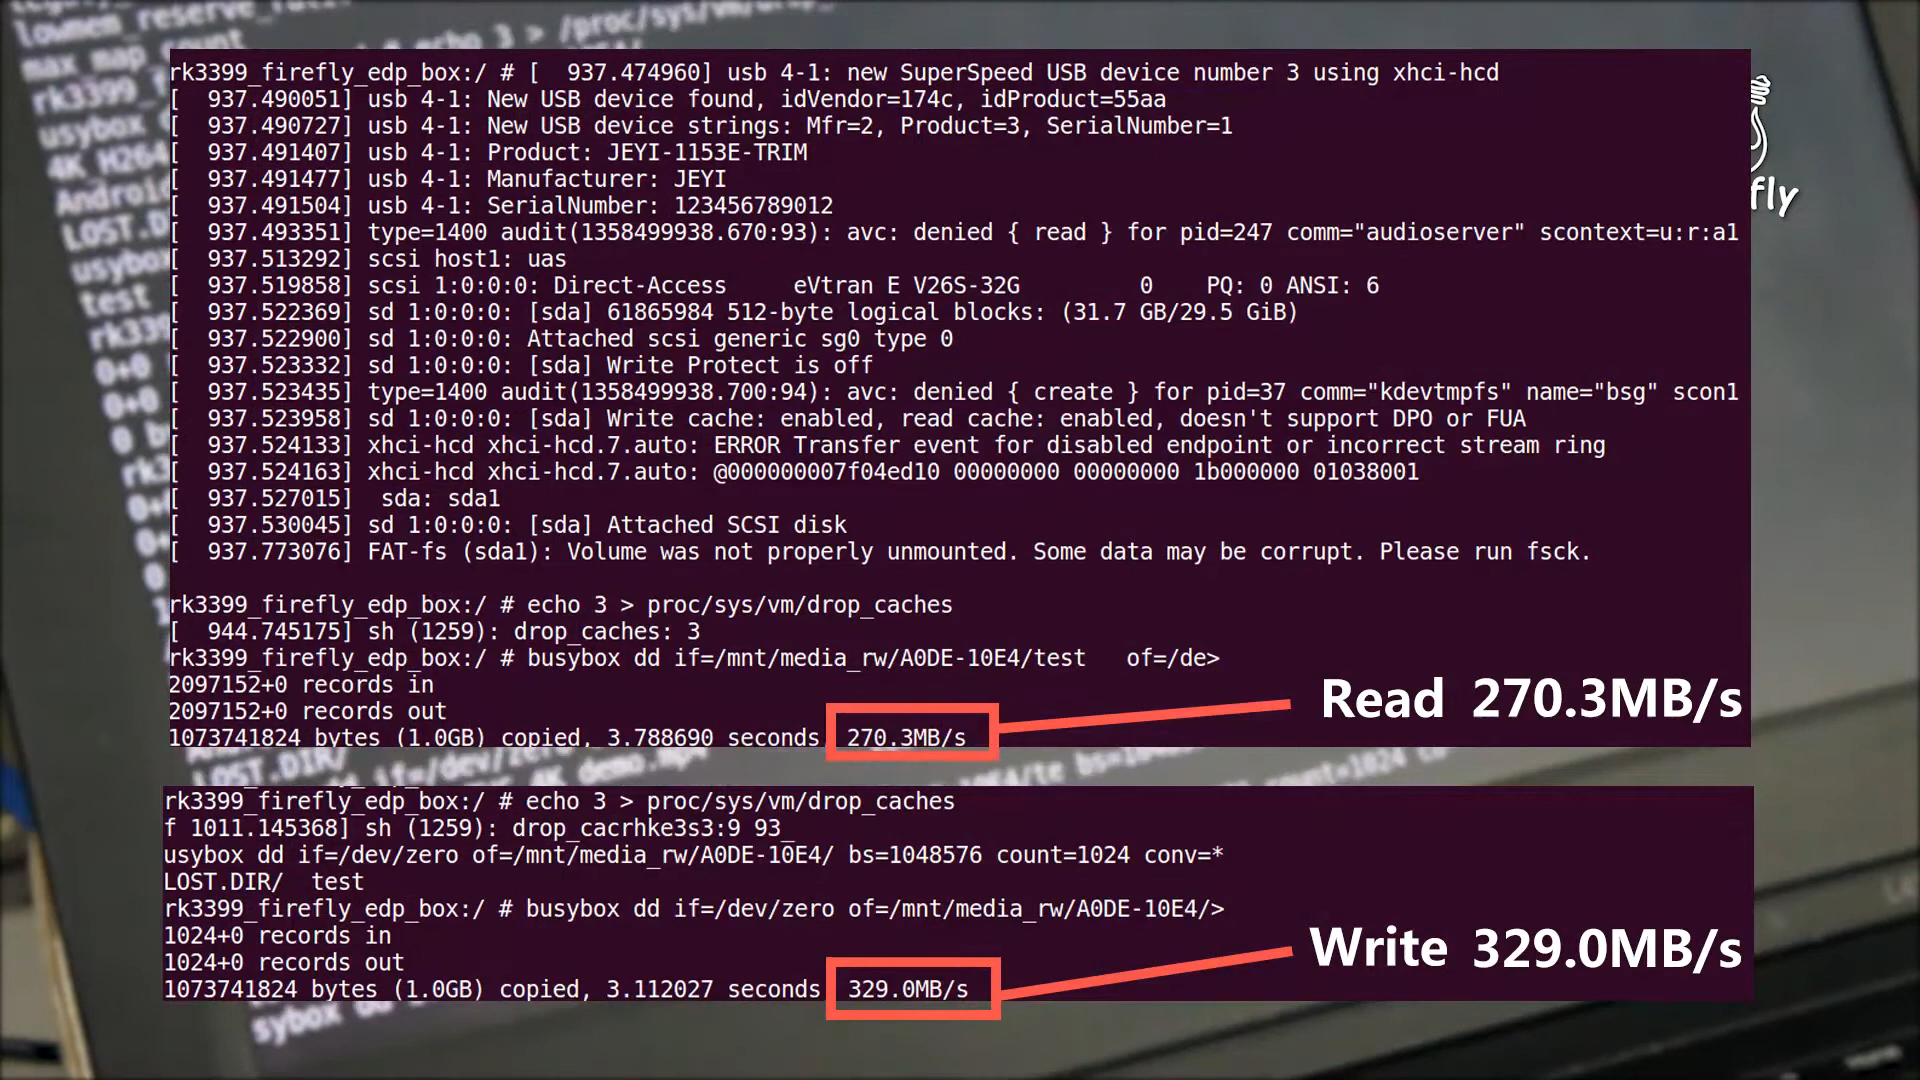 lowmem_reserve_rati
max_map_count
echo 3 > /proc/sys/vm/drop_
rk3399_firefly_edp_box:/ # [  937.474960] usb 4-1: new SuperSpeed USB device number 3 using xhci-hcd
[  937.490051] usb 4-1: New USB device found, idVendor=174c, idProduct=55aa
[  937.490727] usb 4-1: New USB device strings: Mfr=2, Product=3, SerialNumber=1
[  937.491407] usb 4-1: Product: JEYI-1153E-TRIM
[  937.491477] usb 4-1: Manufacturer: JEYI
[  937.491504] usb 4-1: SerialNumber: 123456789012
[  937.493351] type=1400 audit(1358499938.670:93): avc: denied { read } for pid=247 comm="audioserver" scontext=u:r:a1
[  937.513292] scsi host1: uas
[  937.519858] scsi 1:0:0:0: Direct-Access     eVtran E V26S-32G         0    PQ: 0 ANSI: 6
[  937.522369] sd 1:0:0:0: [sda] 61865984 512-byte logical blocks: (31.7 GB/29.5 GiB)
[  937.522900] sd 1:0:0:0: Attached scsi generic sg0 type 0
[  937.523332] sd 1:0:0:0: [sda] Write Protect is off
[  937.523435] type=1400 audit(1358499938.700:94): avc: denied { create } for pid=37 comm="kdevtmpfs" name="bsg" scon1
[  937.523958] sd 1:0:0:0: [sda] Write cache: enabled, read cache: enabled, doesn't support DPO or FUA
[  937.524133] xhci-hcd xhci-hcd.7.auto: ERROR Transfer event for disabled endpoint or incorrect stream ring
[  937.524163] xhci-hcd xhci-hcd.7.auto: @000000007f04ed10 00000000 00000000 1b000000 01038001
[  937.527015]  sda: sda1
[  937.530045] sd 1:0:0:0: [sda] Attached SCSI disk
[  937.773076] FAT-fs (sda1): Volume was not properly unmounted. Some data may be corrupt. Please run fsck.
rk3399_firefly_edp_box:/ # echo 3 > proc/sys/vm/drop_caches
[  944.745175] sh (1259): drop_caches: 3
rk3399_firefly_edp_box:/ # busybox dd if=/mnt/media_rw/A0DE-10E4/test   of=/de>
2097152+0 records in
2097152+0 records out
1073741824 bytes (1.0GB) copied, 3.788690 seconds, 270.3MB/s
Read 270.3MB/s
fly
rk3399_firefly_edp_box:/ # echo 3 > proc/sys/vm/drop_caches
f 1011.145368] sh (1259): drop_cacrhke3s3:9 93_
usybox dd if=/dev/zero of=/mnt/media_rw/A0DE-10E4/ bs=1048576 count=1024 conv=*
LOST.DIR/  test
rk3399_firefly_edp_box:/ # busybox dd if=/dev/zero of=/mnt/media_rw/A0DE-10E4/>
1024+0 records in
1024+0 records out
1073741824 bytes (1.0GB) copied, 3.112027 seconds, 329.0MB/s
Write 329.0MB/s